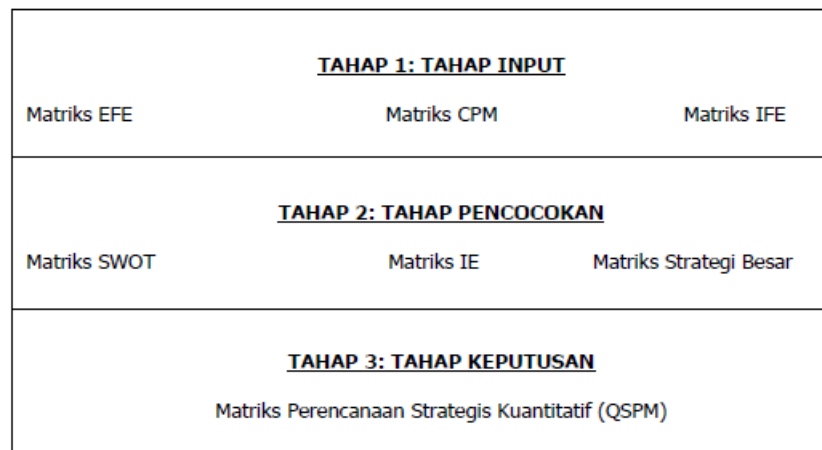 TAHAP 1: TAHAP INPUT
Matriks EFE Matriks CPM Matriks IFE
TAHAP 2: TAHAP PENCOCOKAN
Matriks SWOT Matriks IE Matriks Strategi Besar
TAHAP 3: TAHAP KEPUTUSAN
Matriks Perencanaan Strategis Kuantitatif (QSPM)